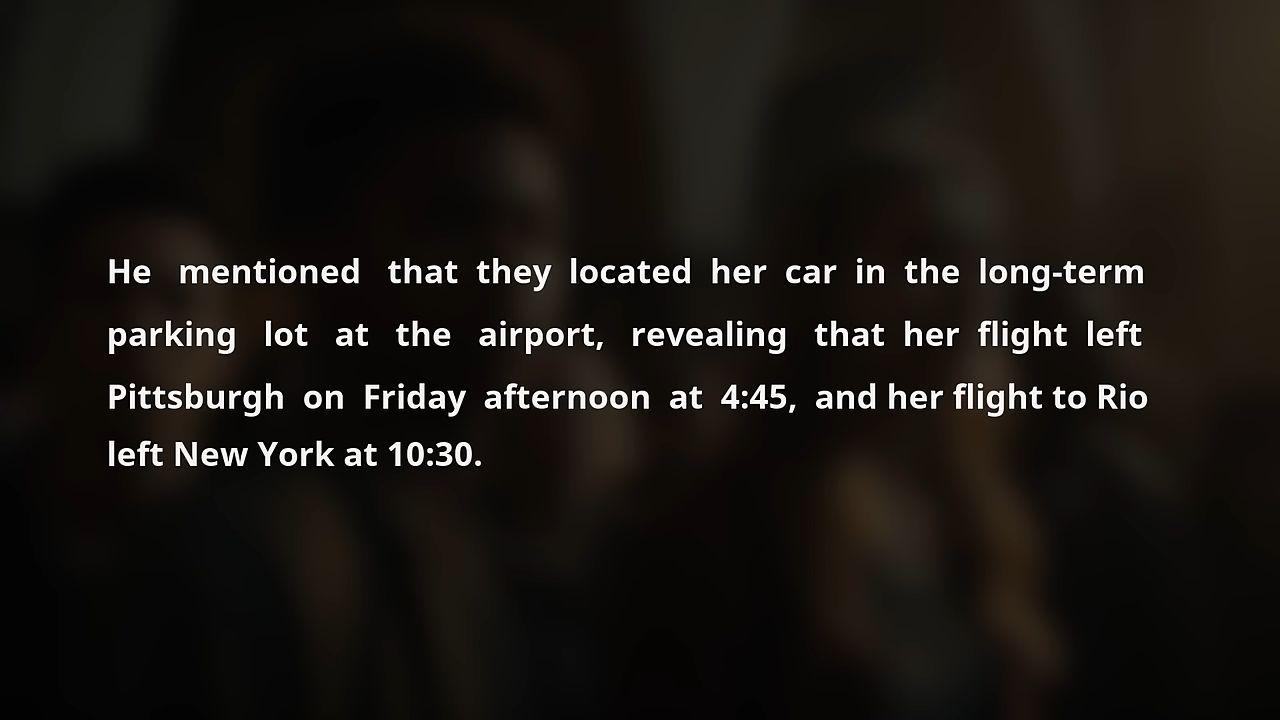 He mentioned that they located her car in the long-term
parking lot at the airport, revealing that her flight left
Pittsburgh on Friday afternoon at 4:45, and her flight to Rio
left New York at 10:30.